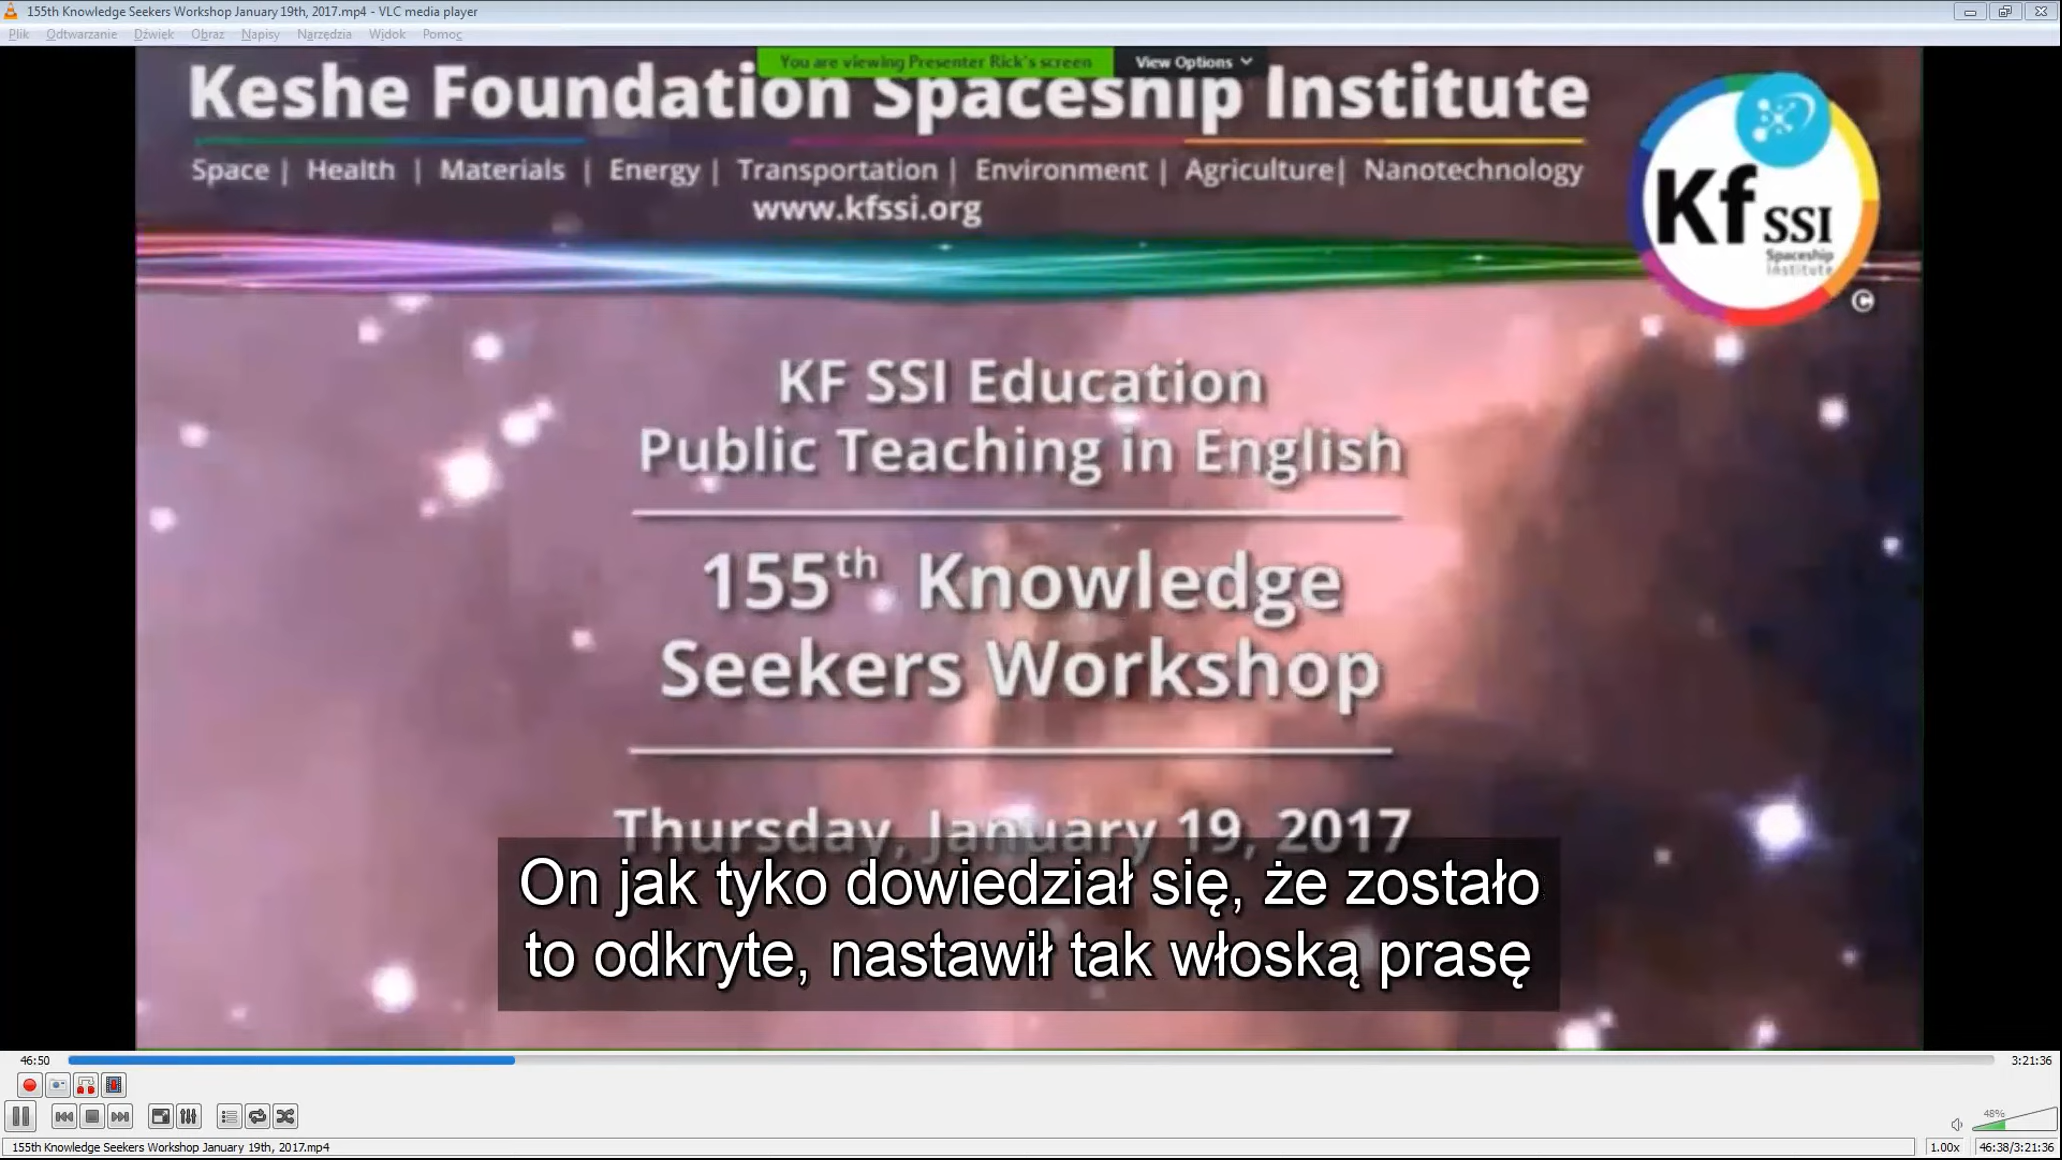 155th Knowledge Seekers Workshop January 19th, 2017.mp4 - VLC media player
Plik Odtwarzanie Dźwięk Obraz Napisy Narzędzia Widok Pomoc
You are viewing Presenter Rick's screen View Options
Keshe Foundation Spaceship Institute
Space | Health | Materials | Energy | Transportation | Environment | Agriculture | Nanotechnology
www.kfssi.org
Kf SSI
Spaceship
Institute
©
KF SSI Education
Public Teaching in English
155th Knowledge
Seekers Workshop
Thursday, January 19, 2017
On jak tyko dowiedział się, że zostało
to odkryte, nastawił tak włoską prasę
46:50 3:21:36
48%
155th Knowledge Seekers Workshop January 19th, 2017.mp4 1.00x 46:38/3:21:36